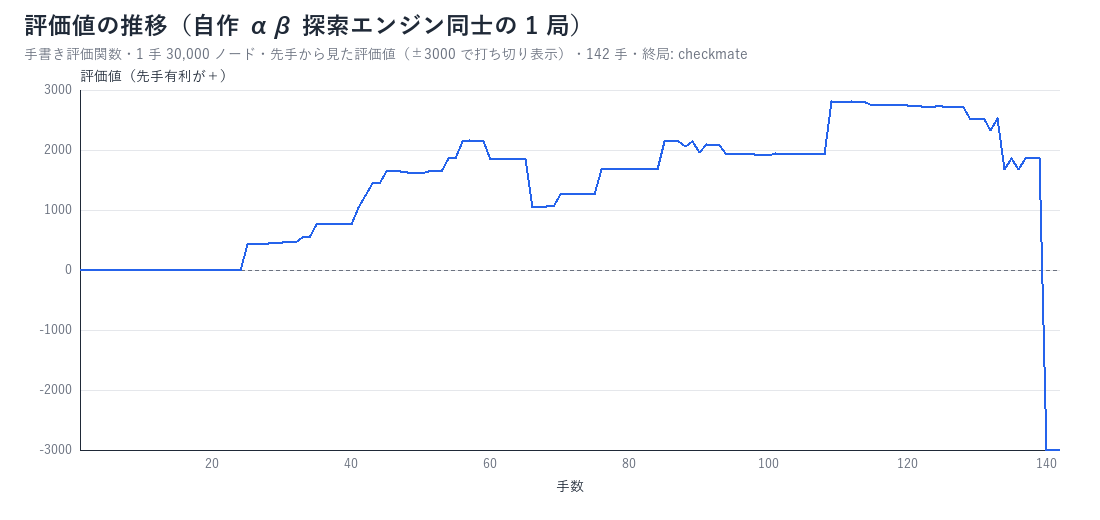 評価値の推移（自作 αβ 探索エンジン同士の 1 局）
手書き評価関数・1 手 30,000 ノード・先手から見た評価値（±3000 で打ち切り表示）・142 手・終局: checkmate
評価値（先手有利が＋）
3000
2000
1000
0
-1000
-2000
-3000
20 40 60 80 100 120 140
手数